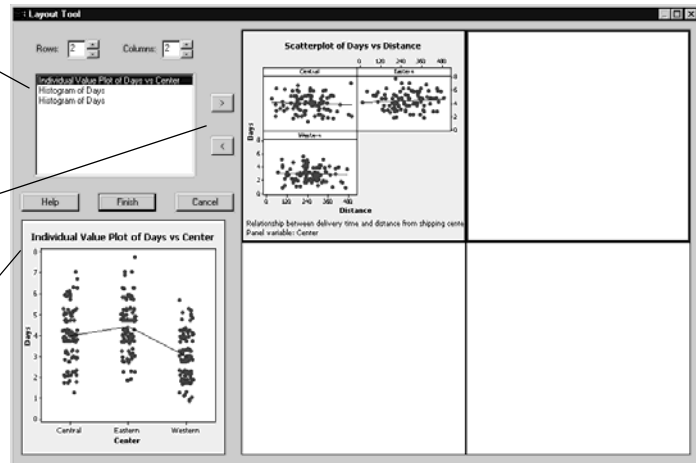 Layout Tool
Rows: 2 Columns: 2
Individual Value Plot of Days vs Center
Histogram of Days
Histogram of Days
>
<
Help Finish Cancel
Individual Value Plot of Days vs Center
8
7
6
5
4
3
2
1
0
Days
Central Eastern Western
Center
Scatterplot of Days vs Distance
0 120 240 360 480
Central Eastern
8
6
4
2
0
Western
8
6
4
2
0
Days
0 120 240 360 480
Distance
Relationship between delivery time and distance from shipping cente
Panel variable: Center